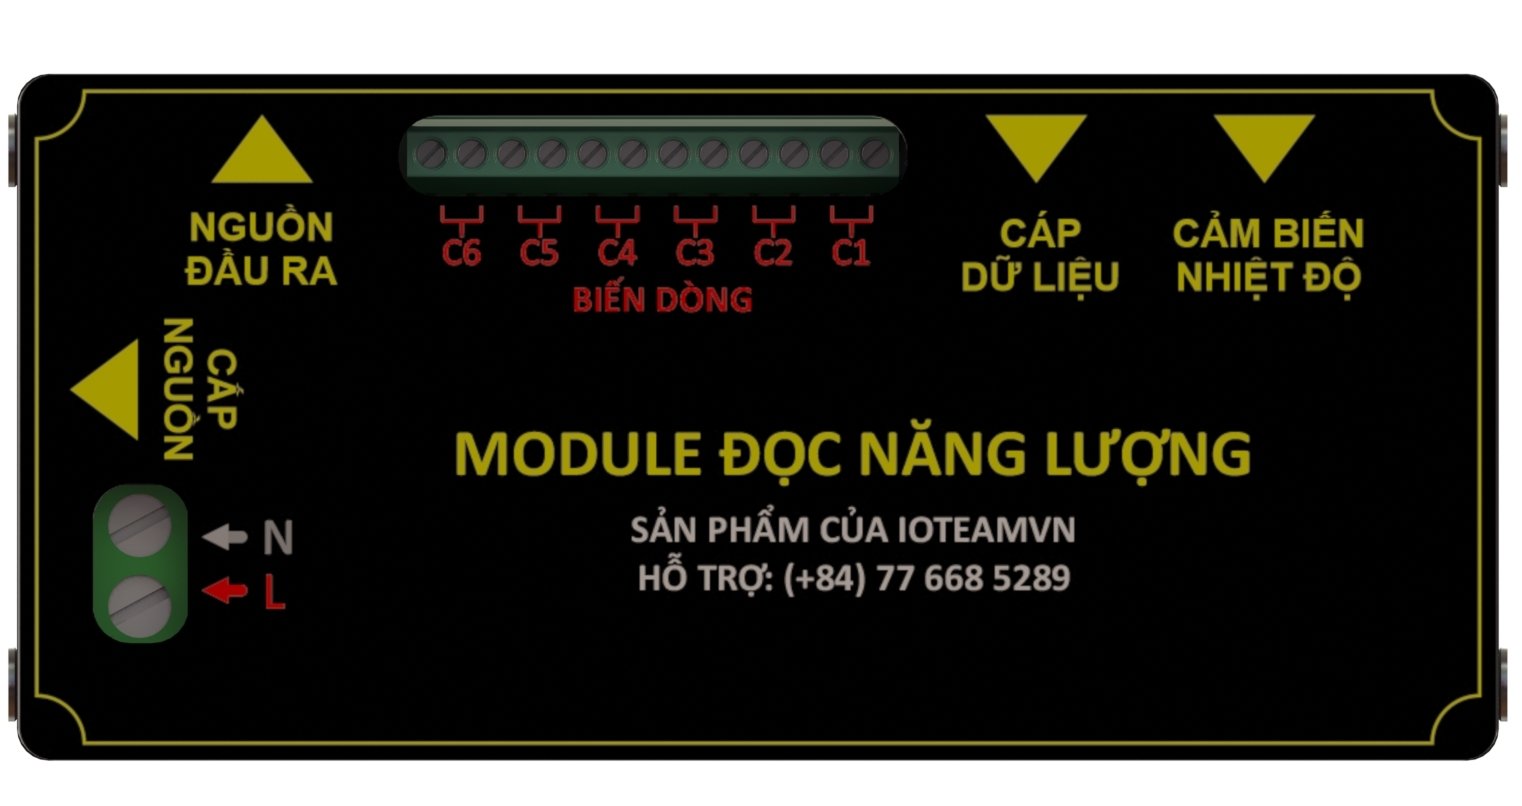 NGUỒN
ĐẦU RA
C6 C5 C4 C3 C2 C1
BIẾN DÒNG
CÁP
DỮ LIỆU
CẢM BIẾN
NHIỆT ĐỘ
CẤP
NGUỒN
N
L
MODULE ĐỌC NĂNG LƯỢNG
SẢN PHẨM CỦA IOTEAMVN
HỖ TRỢ: (+84) 77 668 5289